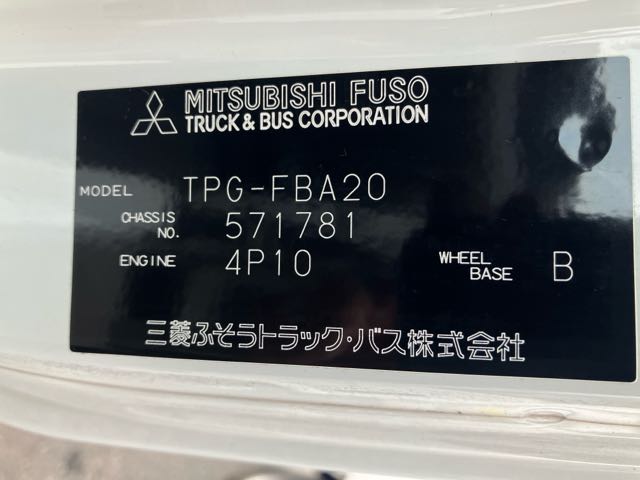 MITSUBISHI FUSO
TRUCK & BUS CORPORATION
MODEL TPG-FBA20
CHASSIS NO. 571781
ENGINE 4P10 WHEEL BASE B
三菱ふそうトラック・バス株式会社